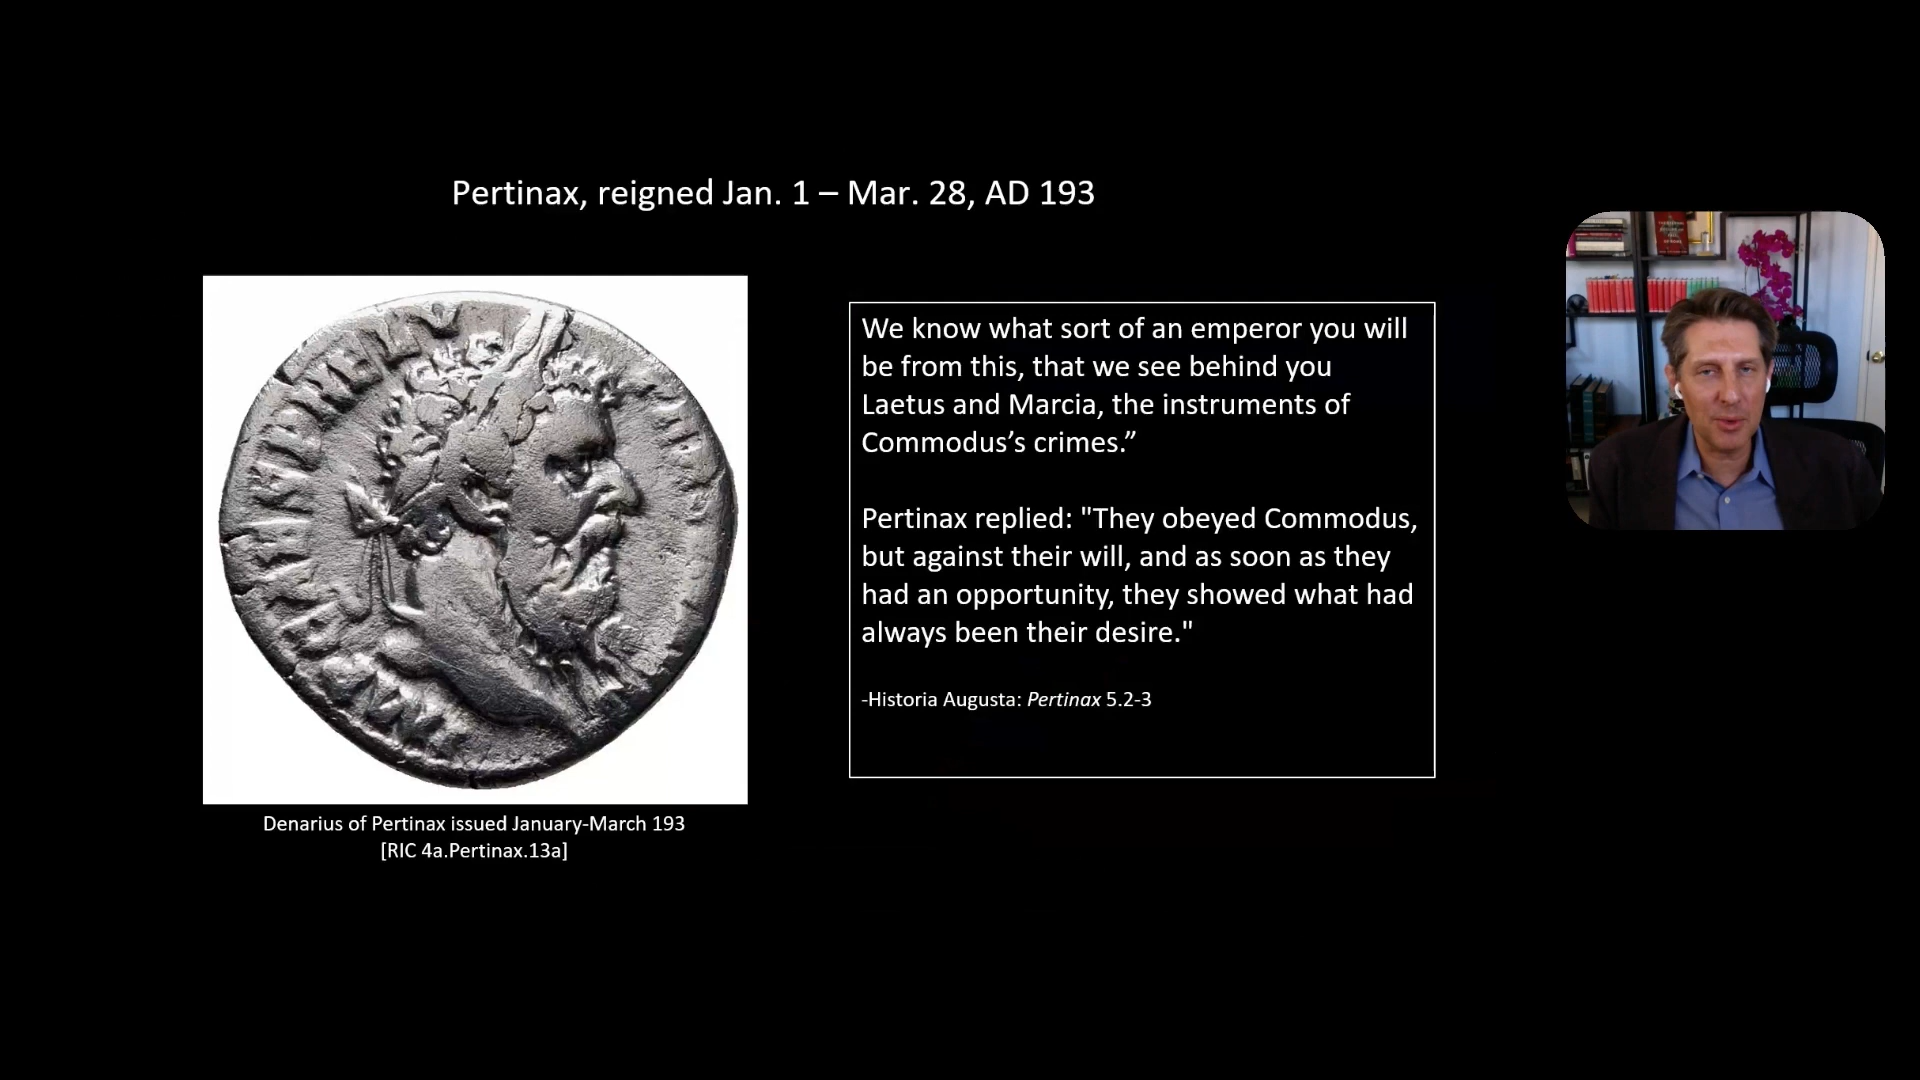 Pertinax, reigned Jan. 1 – Mar. 28, AD 193
We know what sort of an emperor you will
be from this, that we see behind you
Laetus and Marcia, the instruments of
Commodus’s crimes.”
Pertinax replied: "They obeyed Commodus,
but against their will, and as soon as they
had an opportunity, they showed what had
always been their desire."
-Historia Augusta: Pertinax 5.2-3
Denarius of Pertinax issued January-March 193
[RIC 4a.Pertinax.13a]